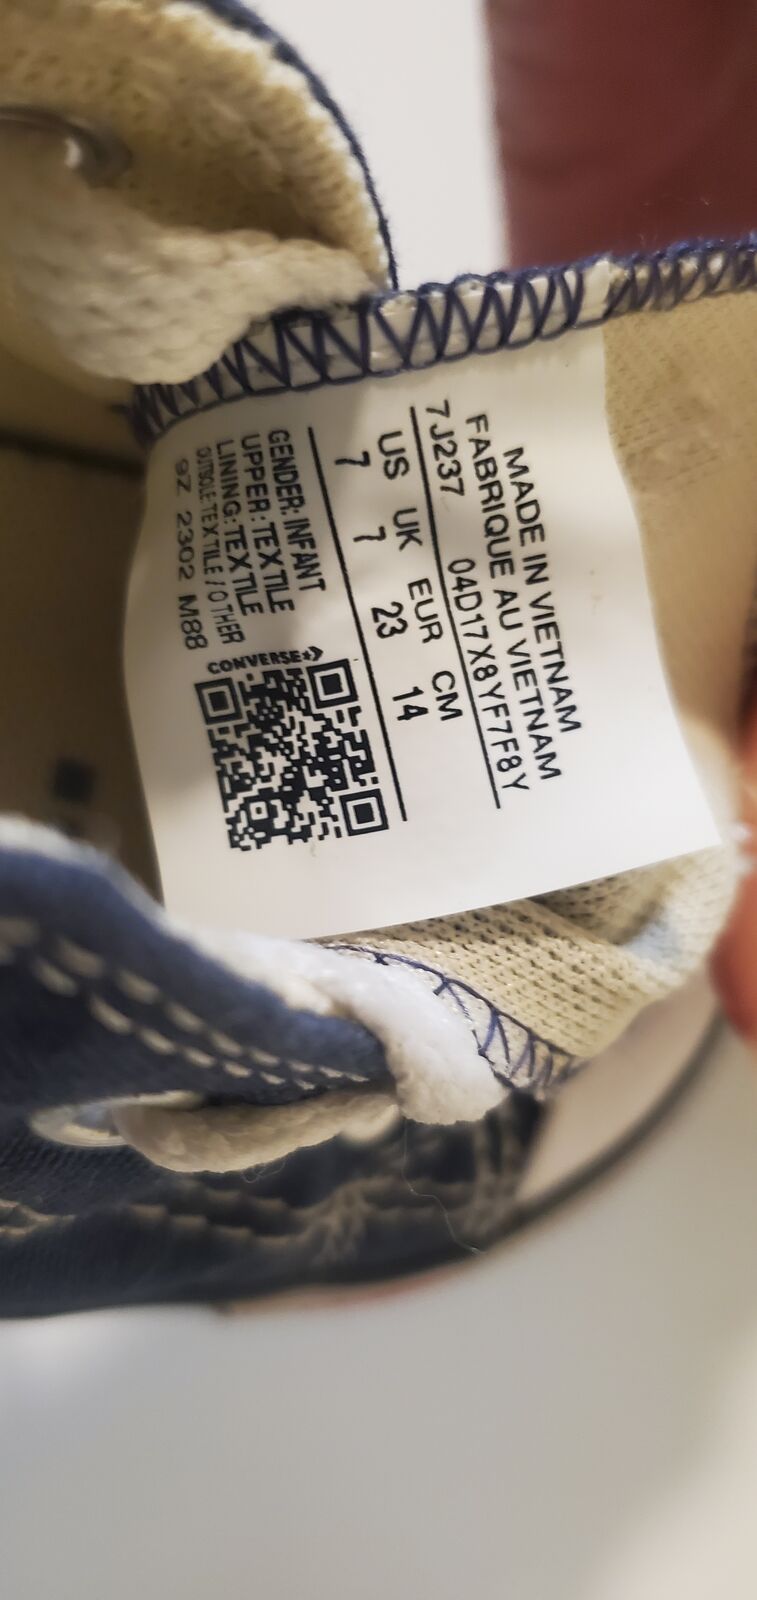 MADE IN VIETNAM
FABRIQUE AU VIETNAM
7J237 04D17X8YF7F8Y
US UK EUR CM
7 7 23 14
GENDER: INFANT
UPPER: TEXTILE
LINING: TEXTILE
OUTSOLE: TEXTILE / OTHER
9Z 2302 M88
CONVERSE